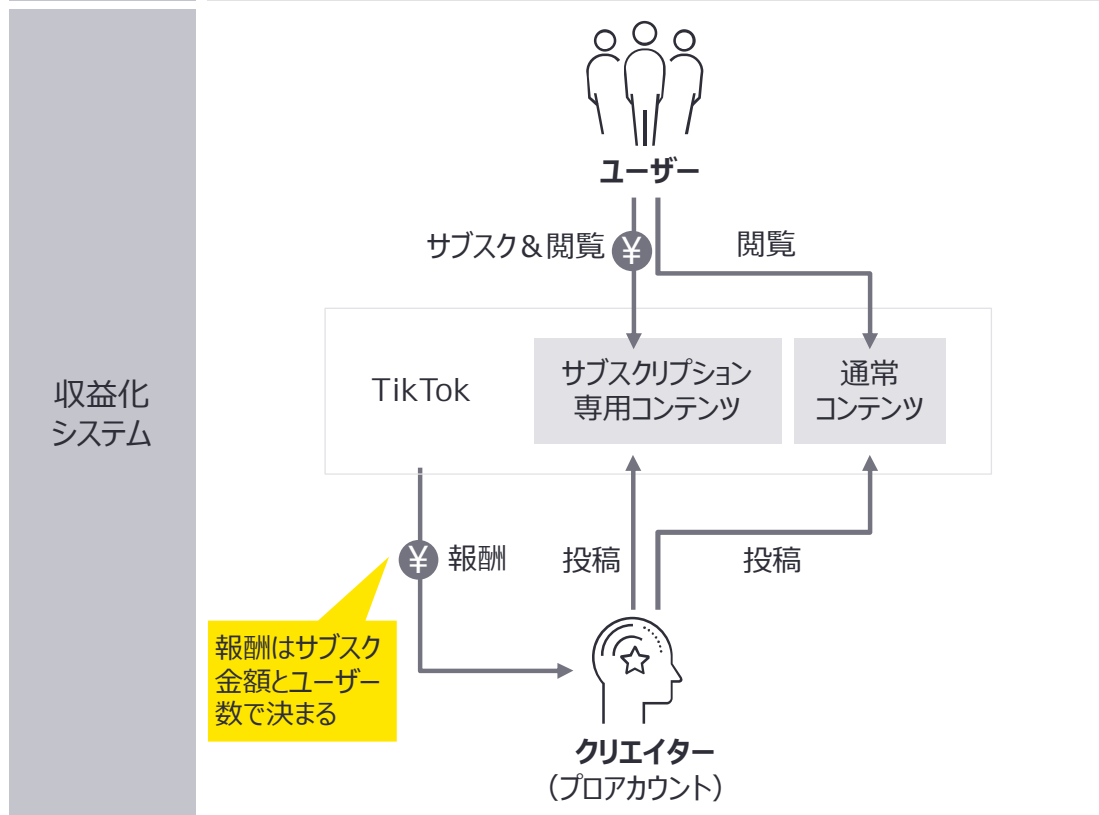 収益化
システム
ユーザー
サブスク&閲覧
¥
閲覧
TikTok
サブスクリプション
専用コンテンツ
通常
コンテンツ
¥
報酬
投稿
投稿
報酬はサブスク
金額とユーザー
数で決まる
クリエイター
(プロアカウント)